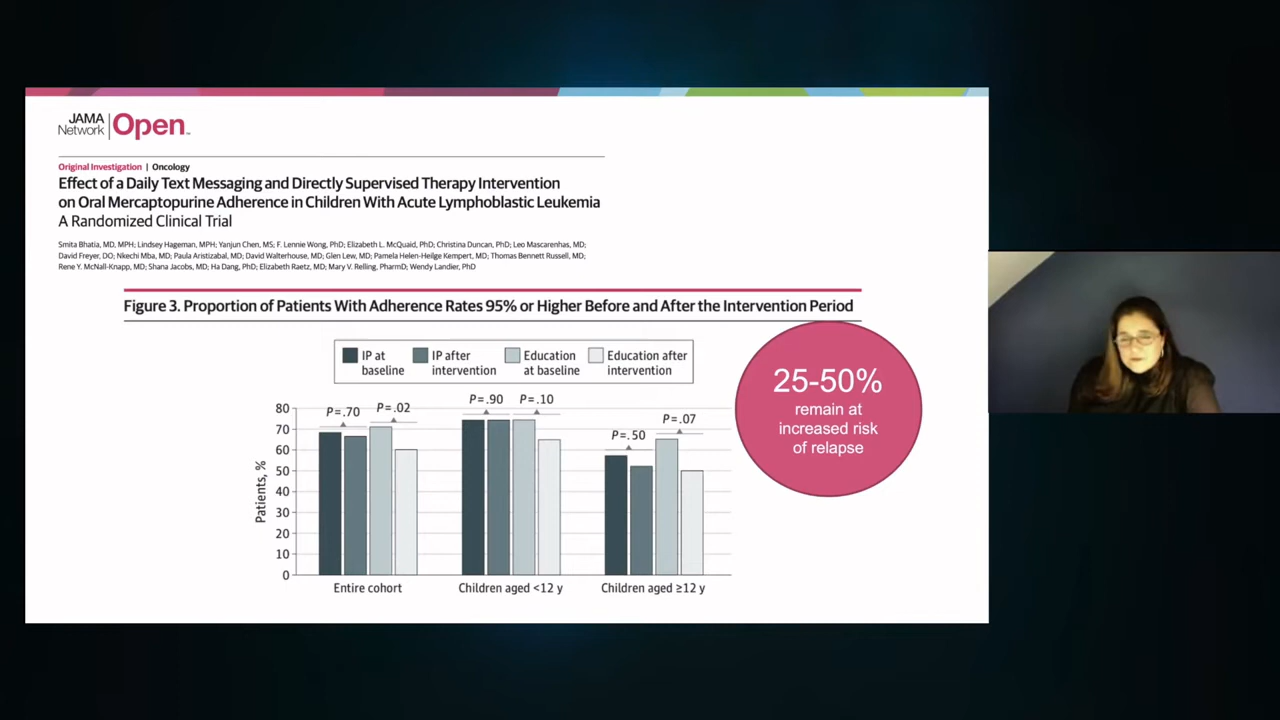 JAMA
Network
Open™
Original Investigation | Oncology
Effect of a Daily Text Messaging and Directly Supervised Therapy Intervention
on Oral Mercaptopurine Adherence in Children With Acute Lymphoblastic Leukemia
A Randomized Clinical Trial
Smita Bhatia, MD, MPH; Lindsey Hageman, MPH; Yanjun Chen, MS; F. Lennie Wong, PhD; Elizabeth L. McQuaid, PhD; Christina Duncan, PhD; Leo Mascarenhas, MD;
David Freyer, DO; Nkechi Mba, MD; Paula Aristizabal, MD; David Walterhouse, MD; Glen Lew, MD; Pamela Helen-Heilge Kempert, MD; Thomas Bennett Russell, MD;
Rene Y. McNall-Knapp, MD; Shana Jacobs, MD; Ha Dang, PhD; Elizabeth Raetz, MD; Mary V. Relling, PharmD; Wendy Landier, PhD
Figure 3. Proportion of Patients With Adherence Rates 95% or Higher Before and After the Intervention Period
IP at
baseline
IP after
intervention
Education
at baseline
Education after
intervention
25-50%
remain at
increased risk
of relapse
Patients, %
80
70
60
50
40
30
20
10
0
P=.70
P=.02
P=.90
P=.10
P=.50
P=.07
Entire cohort
Children aged <12 y
Children aged ≥12 y